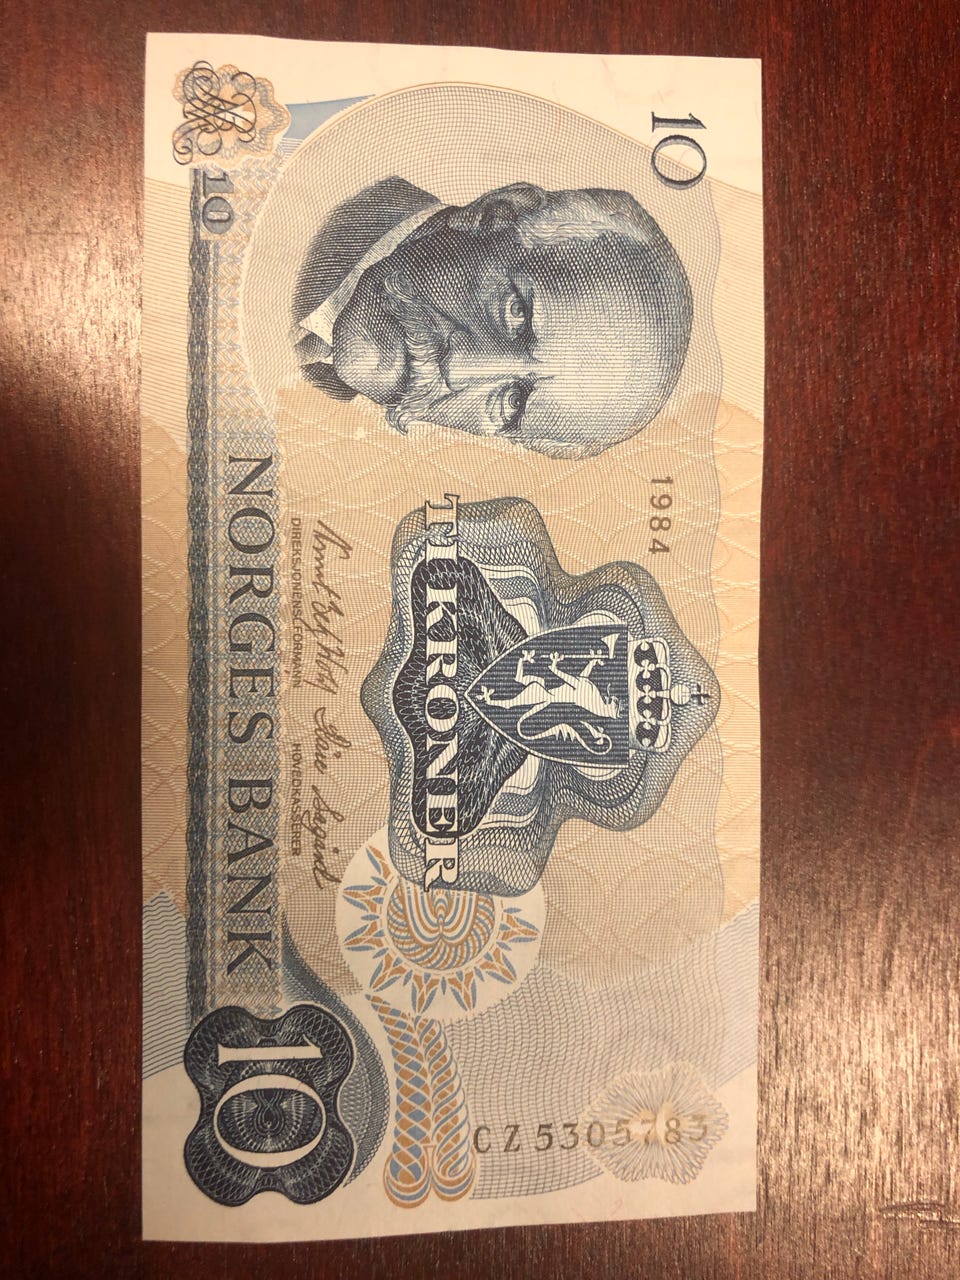 10
1984
TI KRONER
CZ 5305783
DIREKSJONENS FORMANN
HOVEDKASSERER
10
NORGES BANK
10